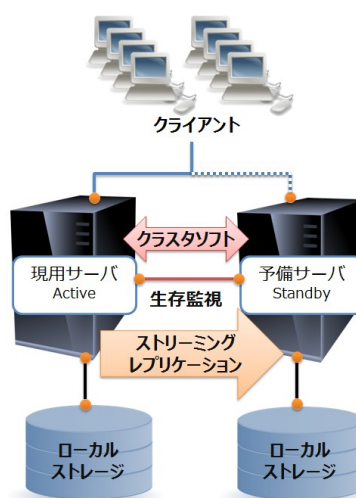 クライアント
クラスタソフト
現用サーバ
Active
予備サーバ
Standby
生存監視
ストリーミング
レプリケーション
ローカル
ストレージ
ローカル
ストレージ